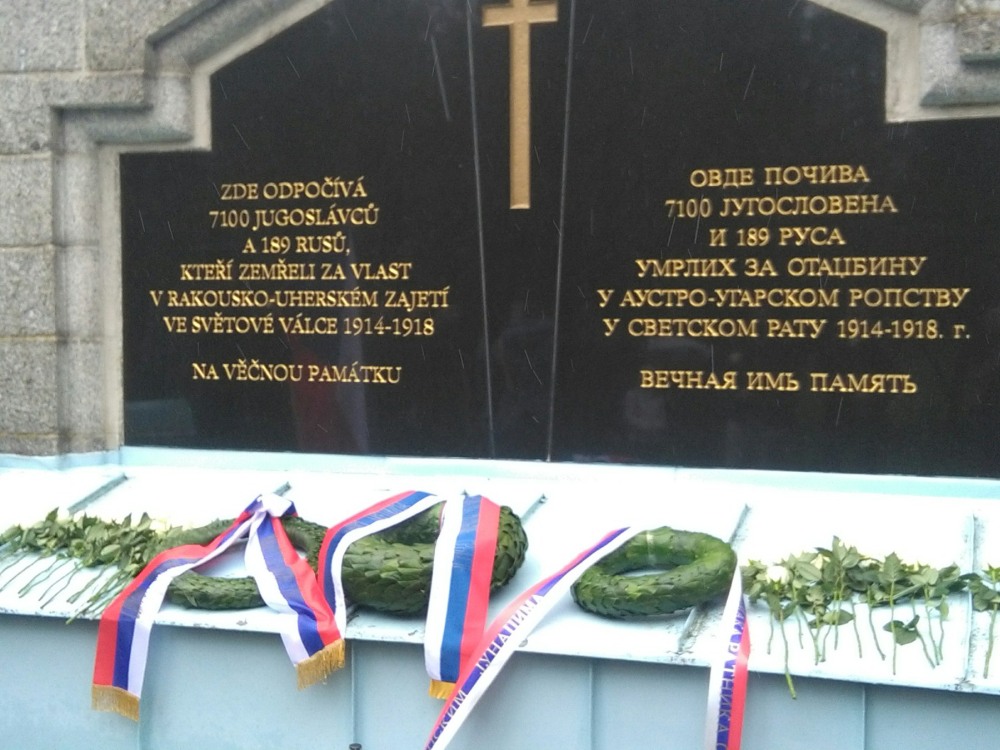 ZDE ODPOČÍVÁ
7100 JUGOSLÁVCŮ
A 189 RUSŮ,
KTEŘÍ ZEMŘELI ZA VLAST
V RAKOUSKO-UHERSKÉM ZAJETÍ
VE SVĚTOVÉ VÁLCE 1914-1918
NA VĚČNOU PAMÁTKU
ОВДЕ ПОЧИВА
7100 ЈУГОСЛОВЕНА
И 189 РУСА
УМРЛИХ ЗА ОТАЏБИНУ
У АУСТРО-УГАРСКОМ РОПСТВУ
У СВЕТСКОМ РАТУ 1914-1918. г.
ВЕЧНАЯ ИМЬ ПАМЯТЬ
ЈУНАЦИМА